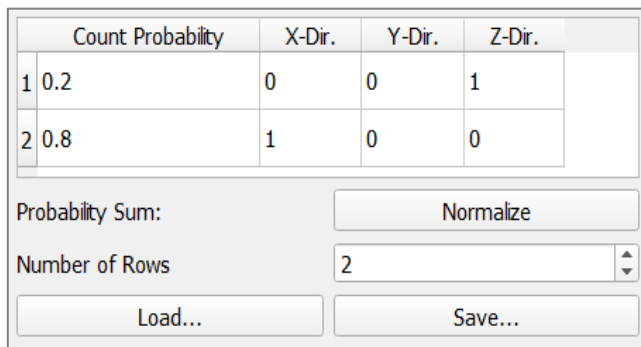 Count Probability X-Dir. Y-Dir. Z-Dir.
1 0.2 0 0 1
2 0.8 1 0 0
Probability Sum: Normalize
Number of Rows 2
Load... Save...